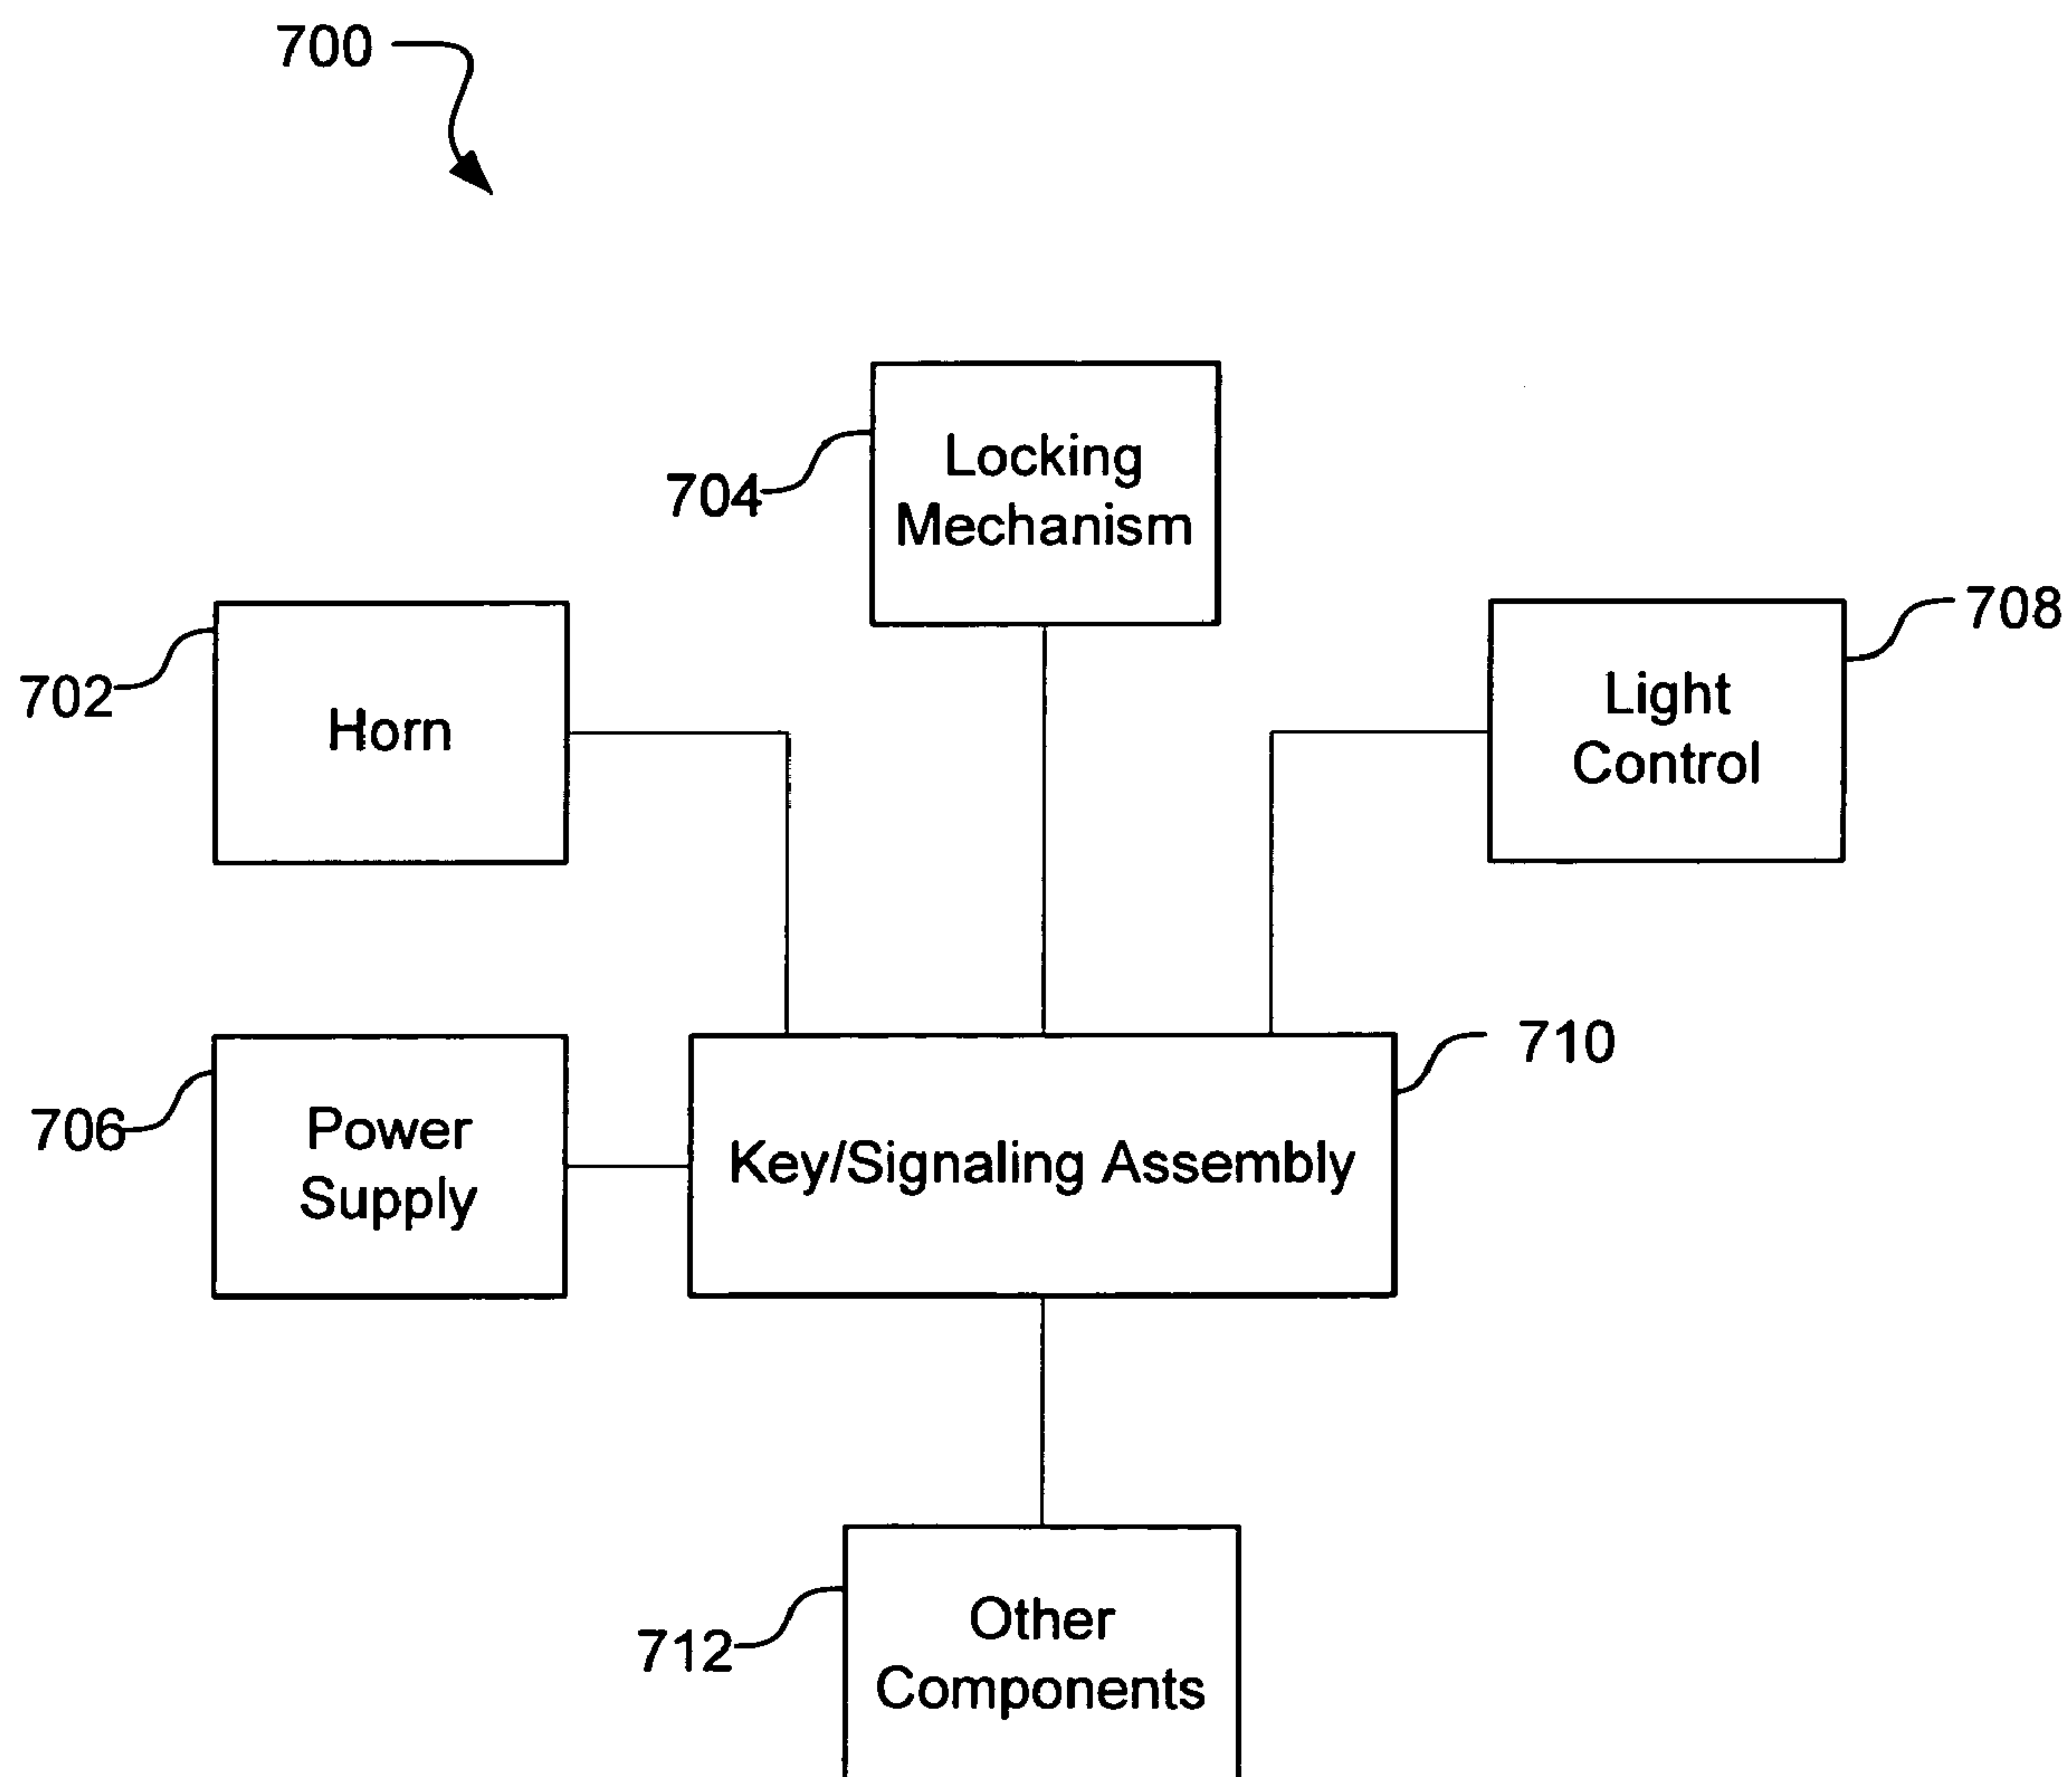 700
704
Locking
Mechanism
708
702
Horn
Light
Control
710
706
Power
Supply
Key/Signaling Assembly
712
Other
Components